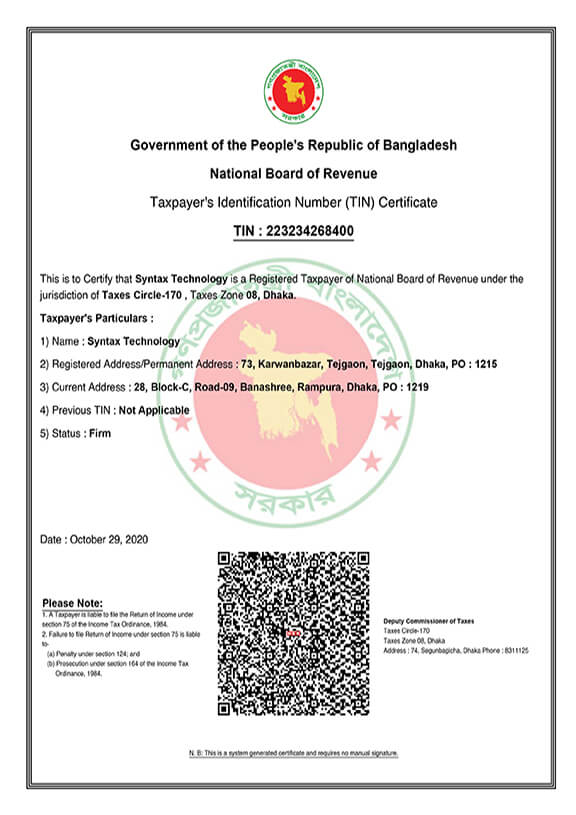 গণপ্রজাতন্ত্রী বাংলাদেশ
সরকার
Government of the People's Republic of Bangladesh
National Board of Revenue
Taxpayer's Identification Number (TIN) Certificate
TIN : 223234268400
This is to Certify that Syntax Technology is a Registered Taxpayer of National Board of Revenue under the
jurisdiction of Taxes Circle-170 , Taxes Zone 08, Dhaka.
Taxpayer's Particulars :
1) Name : Syntax Technology
2) Registered Address/Permanent Address : 73, Karwanbazar, Tejgaon, Tejgaon, Dhaka, PO : 1215
3) Current Address : 28, Block-C, Road-09, Banashree, Rampura, Dhaka, PO : 1219
4) Previous TIN : Not Applicable
5) Status : Firm
গণপ্রজাতন্ত্রী বাংলাদেশ
সরকার
Date : October 29, 2020
Please Note:
1. A Taxpayer is liable to file the Return of Income under
section 75 of the Income Tax Ordinance, 1984.
2. Failure to file Return of Income under section 75 is liable
to-
(a) Penalty under section 124; and
(b) Prosecution under section 164 of the Income Tax
Ordinance, 1984.
Deputy Commissioner of Taxes
Taxes Circle-170
Taxes Zone 08, Dhaka
Address : 74, Segunbagicha, Dhaka Phone : 8311125
N. B: This is a system generated certificate and requires no manual signature.